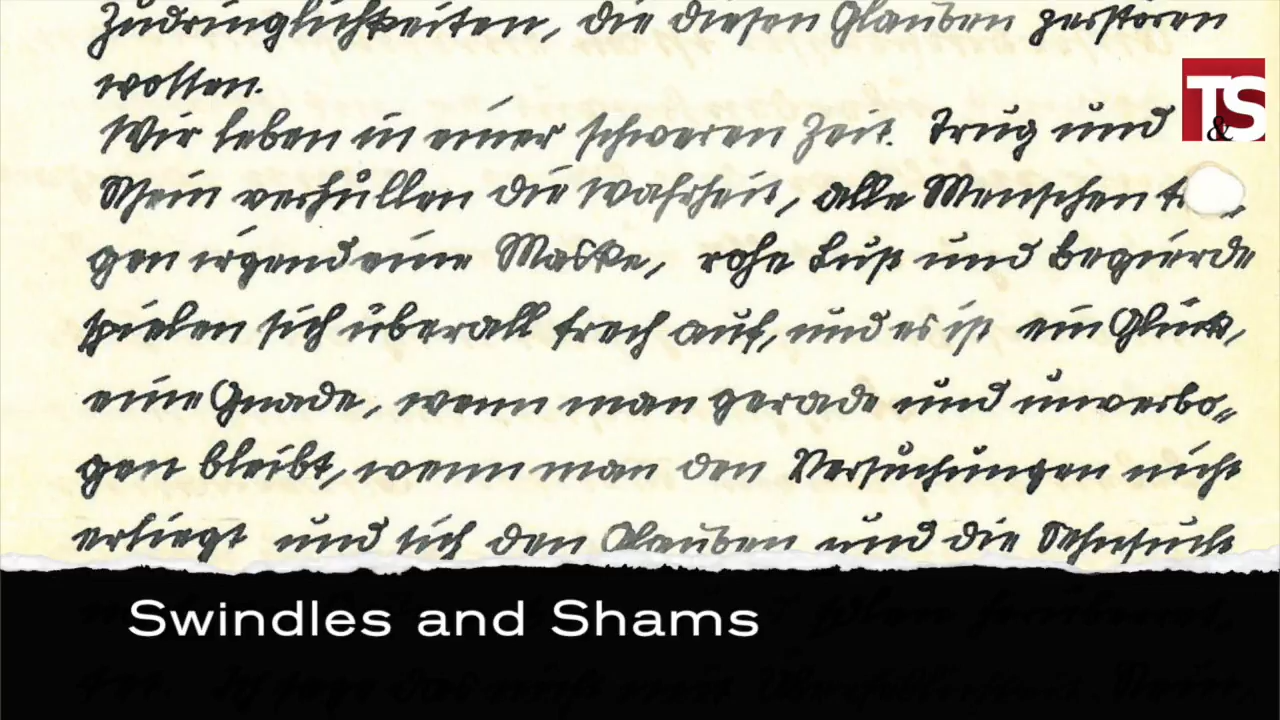 Zudringlichkeiten, die diesen Glauben zerstören
wollen.
Wir leben in einer schweren Zeit. Trug und
T&S
Schein verhüllen die Wahrheit, alle Menschen
gen irgendeine Maske, rohe Lust und Begierde
spielen sich überall frech auf, und es ist ein Glück,
eine Gnade, wenn man gerade und unverbo-
gen bleibt, wenn man den Versuchungen nicht
erliegt und sich den Glauben und die Sehnsucht
Swindles and Shams